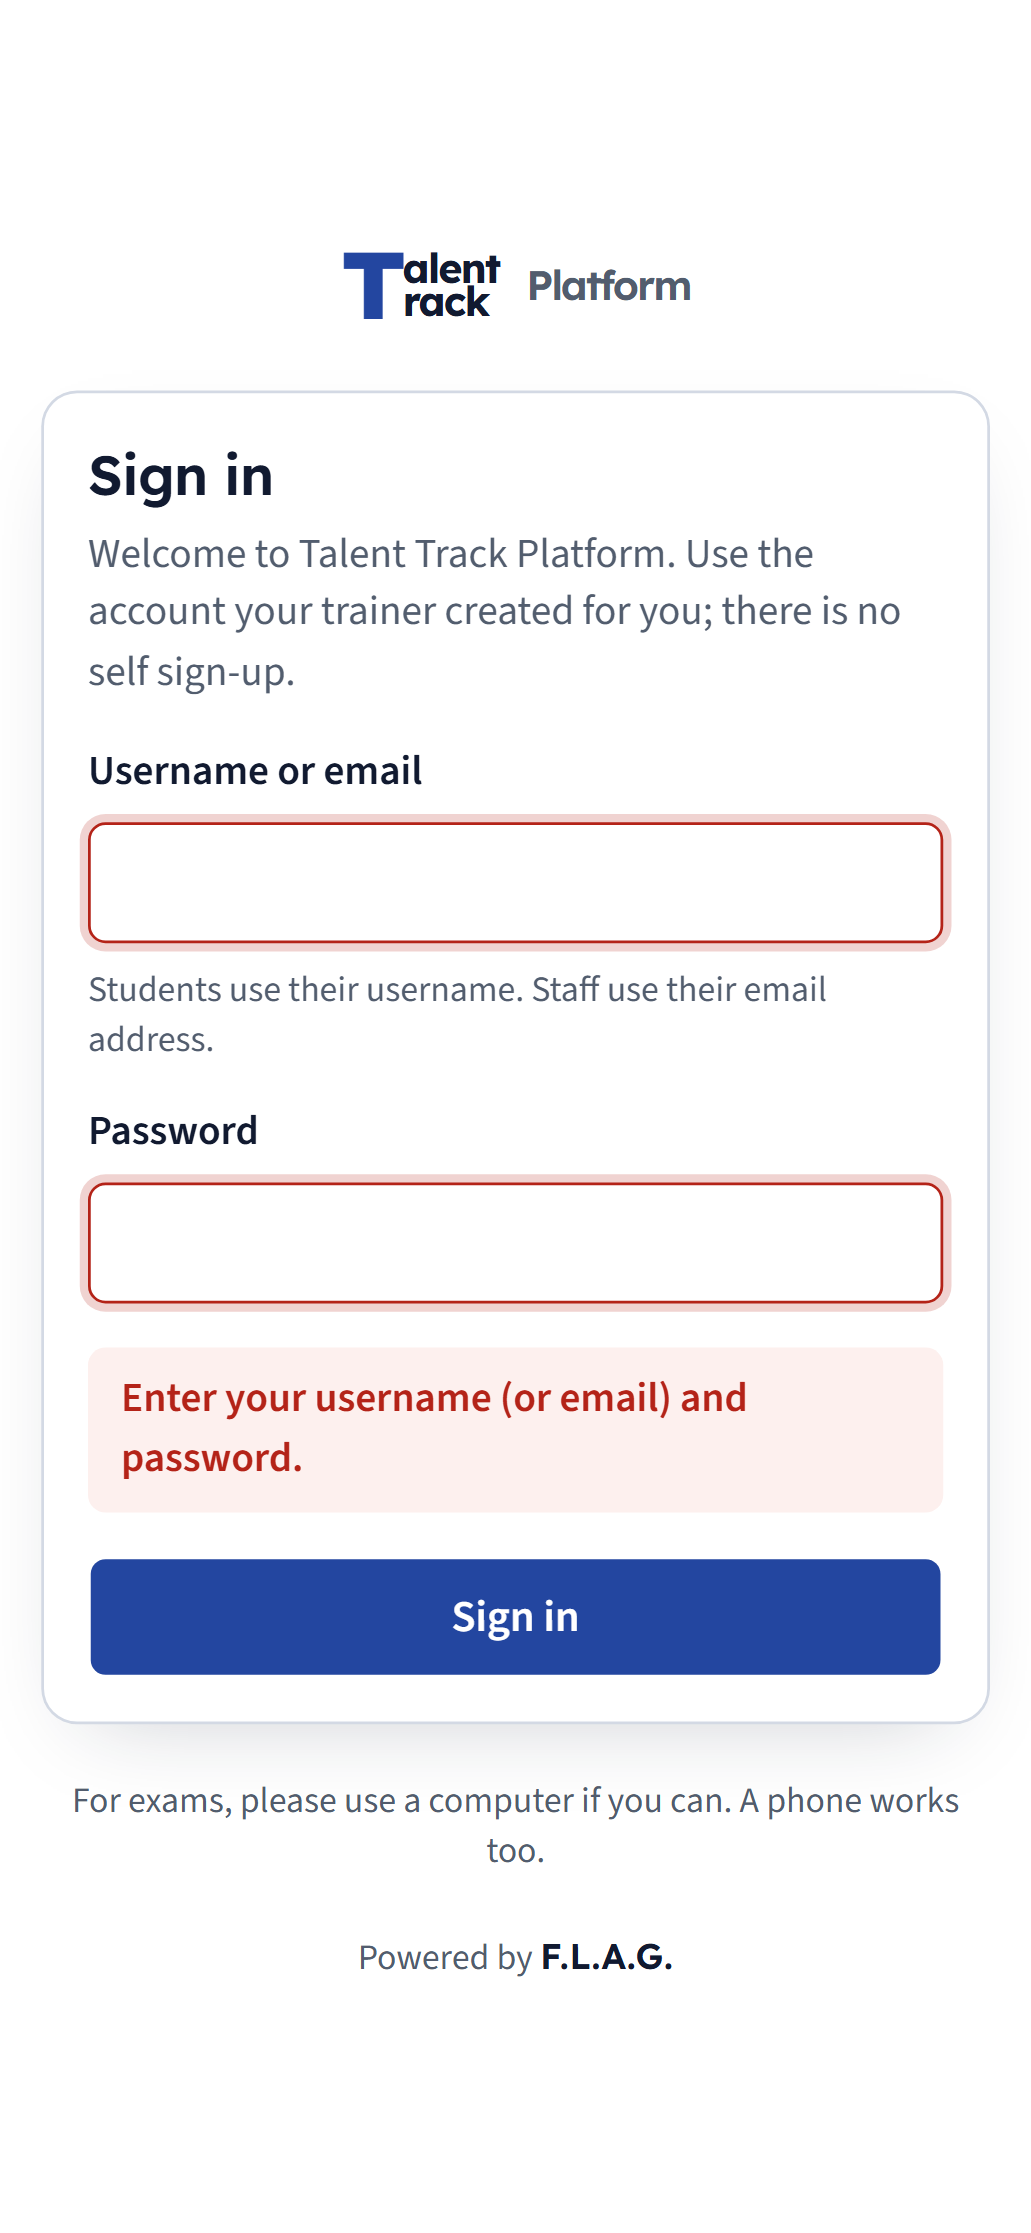 Talent
Track Platform
Sign in
Welcome to Talent Track Platform. Use the
account your trainer created for you; there is no
self sign-up.
Username or email
Students use their username. Staff use their email
address.
Password
Enter your username (or email) and
password.
Sign in
For exams, please use a computer if you can. A phone works
too.
Powered by F.L.A.G.